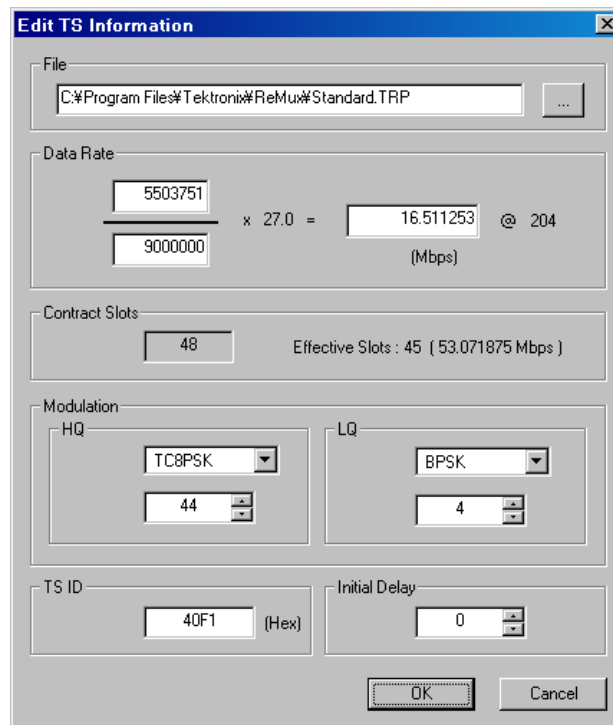 Edit TS Information
File
C:¥Program Files¥Tektronix¥ReMux¥Standard.TRP
...
Data Rate
5503751
x 27.0 = 16.511253 @ 204
9000000
(Mbps)
Contract Slots
48
Effective Slots : 45 ( 53.071875 Mbps )
Modulation
HQ
TC8PSK
44
LQ
BPSK
4
TS ID
40F1 (Hex)
Initial Delay
0
OK
Cancel